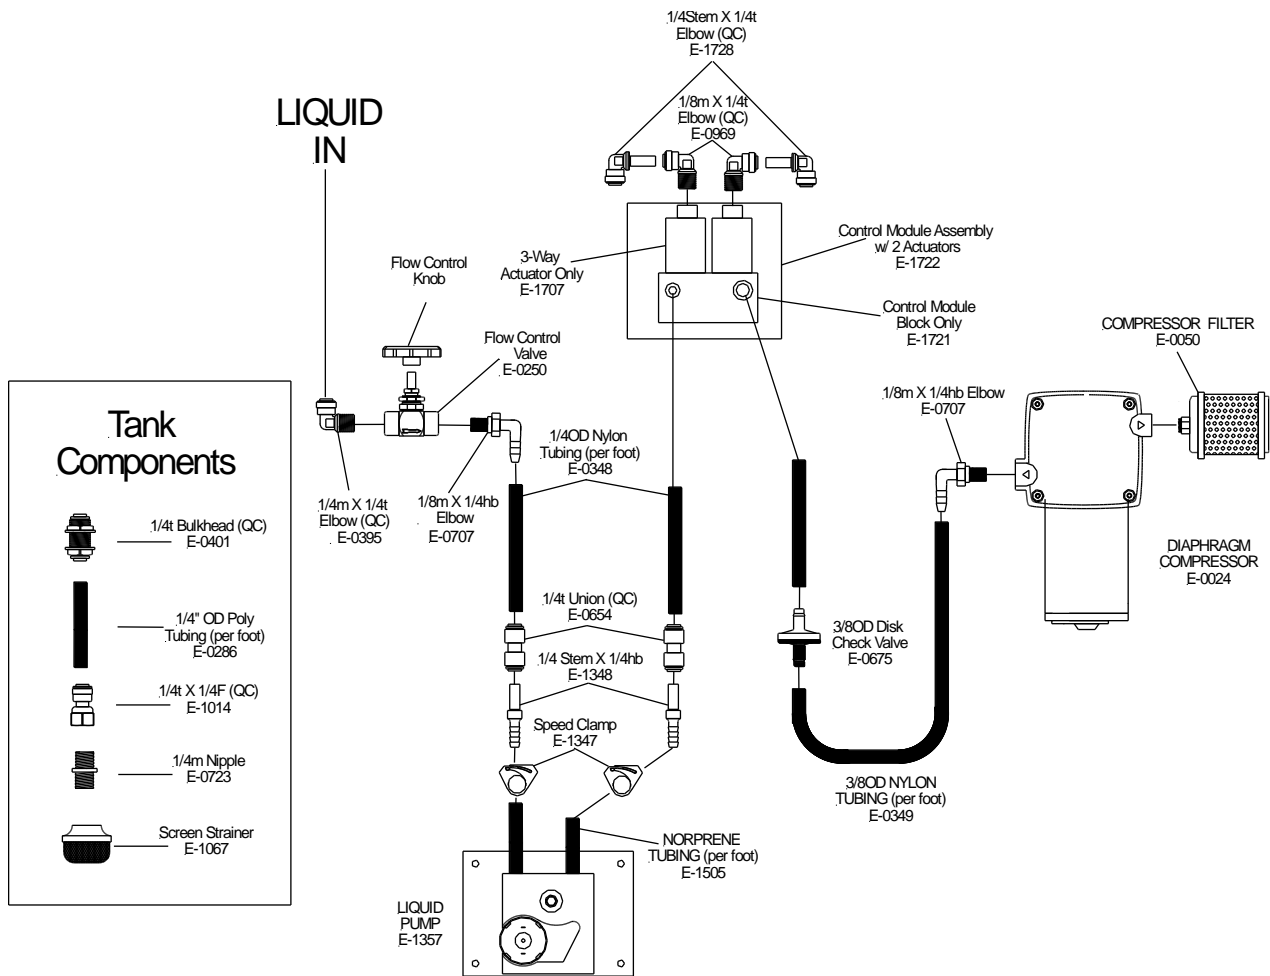 1/4Stem X 1/4t
Elbow (QC)
E-1728
LIQUID
IN
1/8m X 1/4t
Elbow (QC)
E-0969
Control Module Assembly
w/ 2 Actuators
E-1722
3-Way
Actuator Only
E-1707
Flow Control
Knob
Control Module
Block Only
E-1721
COMPRESSOR FILTER
E-0050
Flow Control
Valve
E-0250
1/8m X 1/4hb Elbow
E-0707
Tank
Components
1/4OD Nylon
Tubing (per foot)
E-0348
1/4m X 1/4t
Elbow (QC)
E-0395
1/8m X 1/4hb
Elbow
E-0707
1/4t Bulkhead (QC)
E-0401
DIAPHRAGM
COMPRESSOR
E-0024
1/4t Union (QC)
E-0654
1/4" OD Poly
Tubing (per foot)
E-0286
3/8OD Disk
Check Valve
E-0675
1/4 Stem X 1/4hb
E-1348
1/4t X 1/4F (QC)
E-1014
Speed Clamp
E-1347
1/4m Nipple
E-0723
3/8OD NYLON
TUBING (per foot)
E-0349
Screen Strainer
E-1067
NORPRENE
TUBING (per foot)
E-1505
LIQUID
PUMP
E-1357